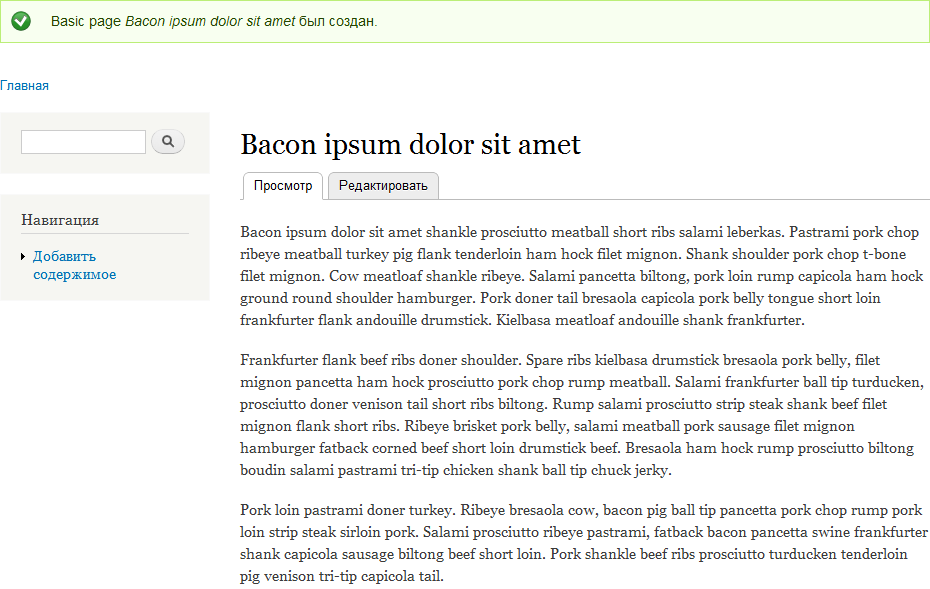 Basic page Bacon ipsum dolor sit amet был создан.
Главная
Навигация
Добавить
содержимое
Bacon ipsum dolor sit amet
Просмотр
Редактировать
Bacon ipsum dolor sit amet shankle prosciutto meatball short ribs salami leberkas. Pastrami pork chop
ribeye meatball turkey pig flank tenderloin ham hock filet mignon. Shank shoulder pork chop t-bone
filet mignon. Cow meatloaf shankle ribeye. Salami pancetta biltong, pork loin rump capicola ham hock
ground round shoulder hamburger. Pork doner tail bresaola capicola pork belly tongue short loin
frankfurter flank andouille drumstick. Kielbasa meatloaf andouille shank frankfurter.
Frankfurter flank beef ribs doner shoulder. Spare ribs kielbasa drumstick bresaola pork belly, filet
mignon pancetta ham hock prosciutto pork chop rump meatball. Salami frankfurter ball tip turducken,
prosciutto doner venison tail short ribs biltong. Rump salami prosciutto strip steak shank beef filet
mignon flank short ribs. Ribeye brisket pork belly, salami meatball pork sausage filet mignon
hamburger fatback corned beef short loin drumstick beef. Bresaola ham hock rump prosciutto biltong
boudin salami pastrami tri-tip chicken shank ball tip chuck jerky.
Pork loin pastrami doner turkey. Ribeye bresaola cow, bacon pig ball tip pancetta pork chop rump pork
loin strip steak sirloin pork. Salami prosciutto ribeye pastrami, fatback bacon pancetta swine frankfurter
shank capicola sausage biltong beef short loin. Pork shankle beef ribs prosciutto turducken tenderloin
pig venison tri-tip capicola tail.